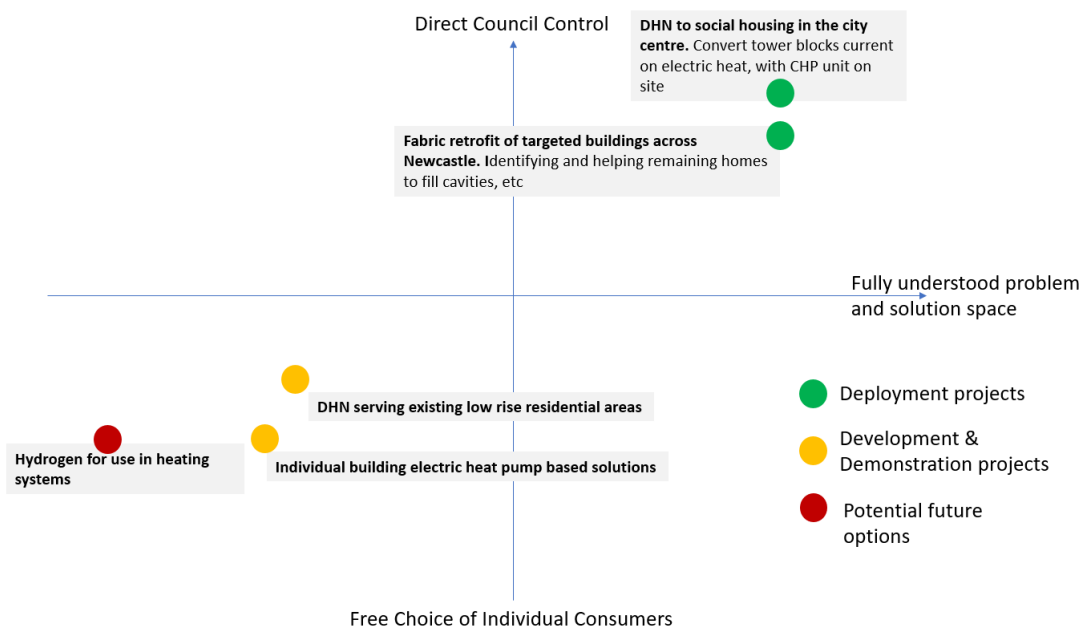 Direct Council Control
DHN to social housing in the city
centre. Convert tower blocks current
on electric heat, with CHP unit on
site
Fabric retrofit of targeted buildings across
Newcastle. Identifying and helping remaining homes
to fill cavities, etc
Fully understood problem
and solution space
DHN serving existing low rise residential areas
Individual building electric heat pump based solutions
Hydrogen for use in heating
systems
Deployment projects
Development &
Demonstration projects
Potential future
options
Free Choice of Individual Consumers